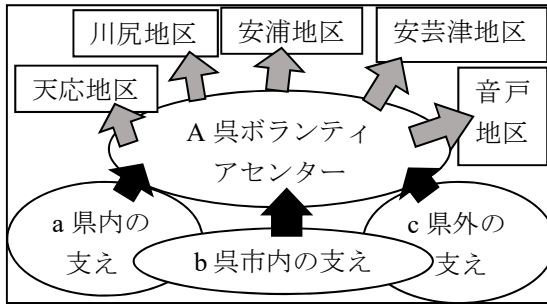 川尻地区
安浦地区
安芸津地区
天応地区
音戸
地区
A 呉ボランティ
アセンター
a 県内の
支え
b 呉市内の支え
c 県外の
支え